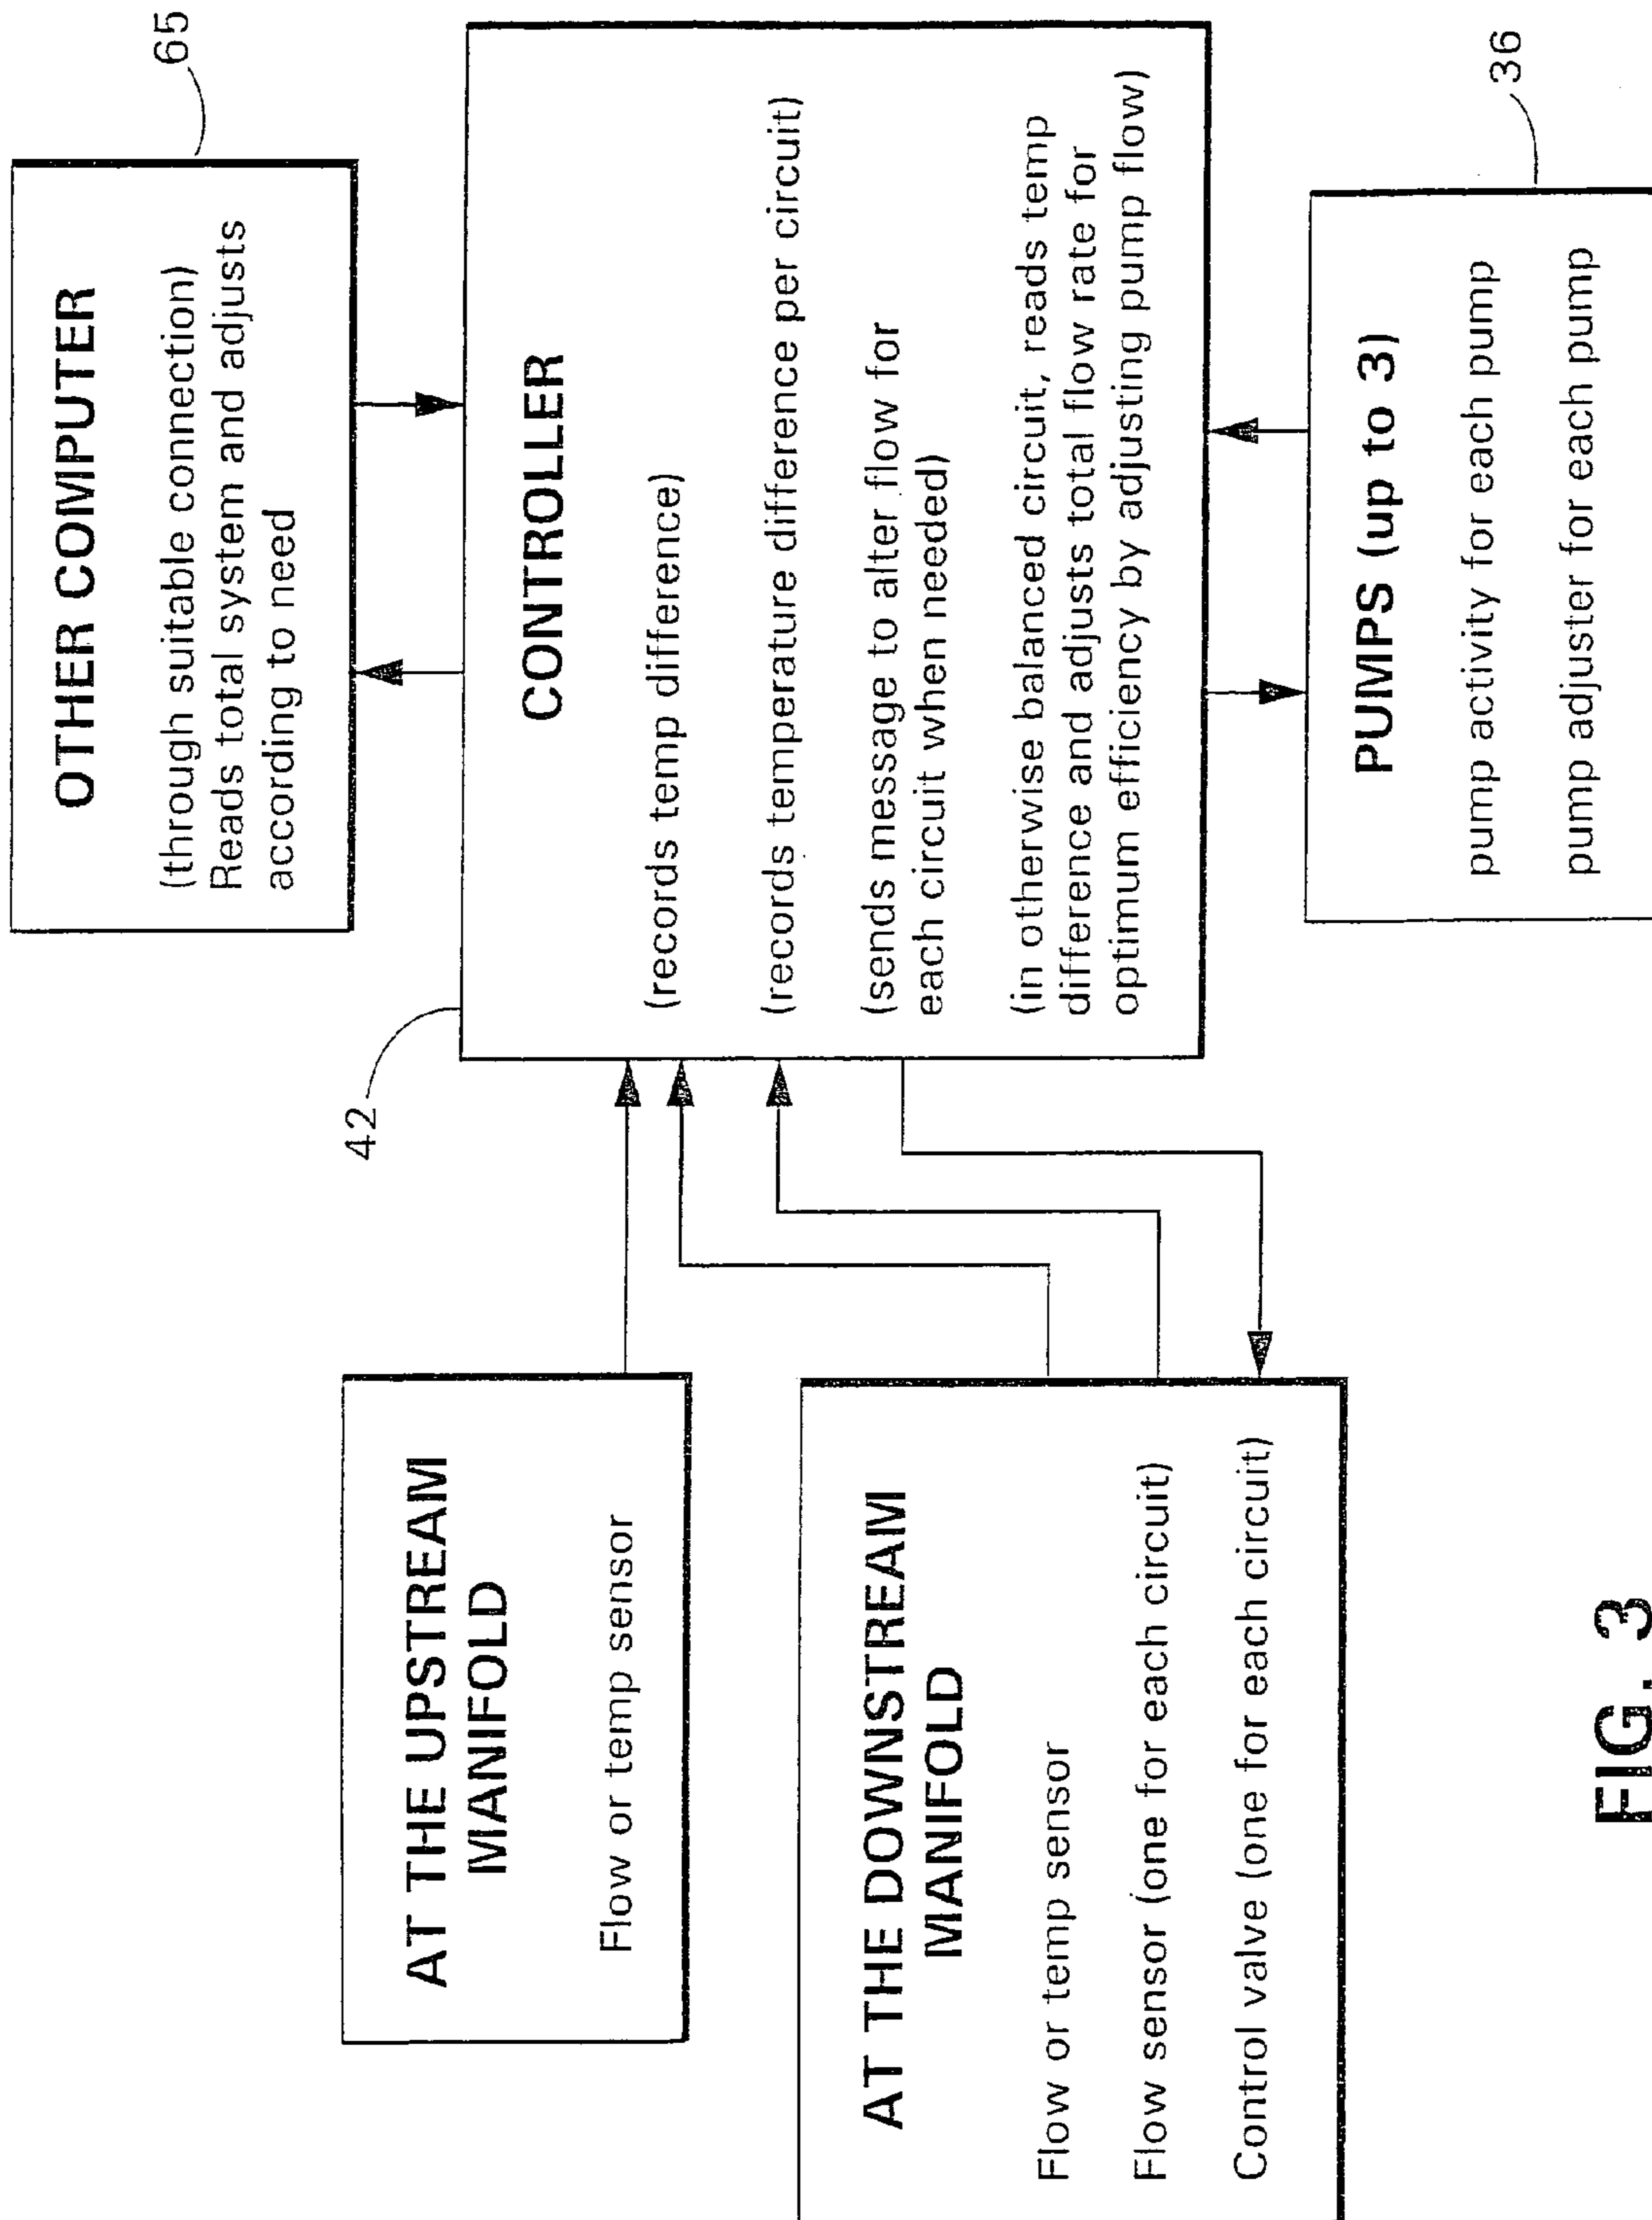 OTHER COMPUTER
(through suitable connection)
Reads total system and adjusts
according to need
65
42
CONTROLLER
(records temp difference)
(records temperature difference per circuit)
(sends message to alter flow for
each circuit when needed)
(in otherwise balanced circuit, reads temp
difference and adjusts total flow rate for
optimum efficiency by adjusting pump flow)
AT THE UPSTREAM
MANIFOLD
Flow or temp sensor
AT THE DOWNSTREAM
MANIFOLD
Flow or temp sensor
Flow sensor (one for each circuit)
Control valve (one for each circuit)
PUMPS (up to 3)
pump activity for each pump
pump adjuster for each pump
36
FIG. 3